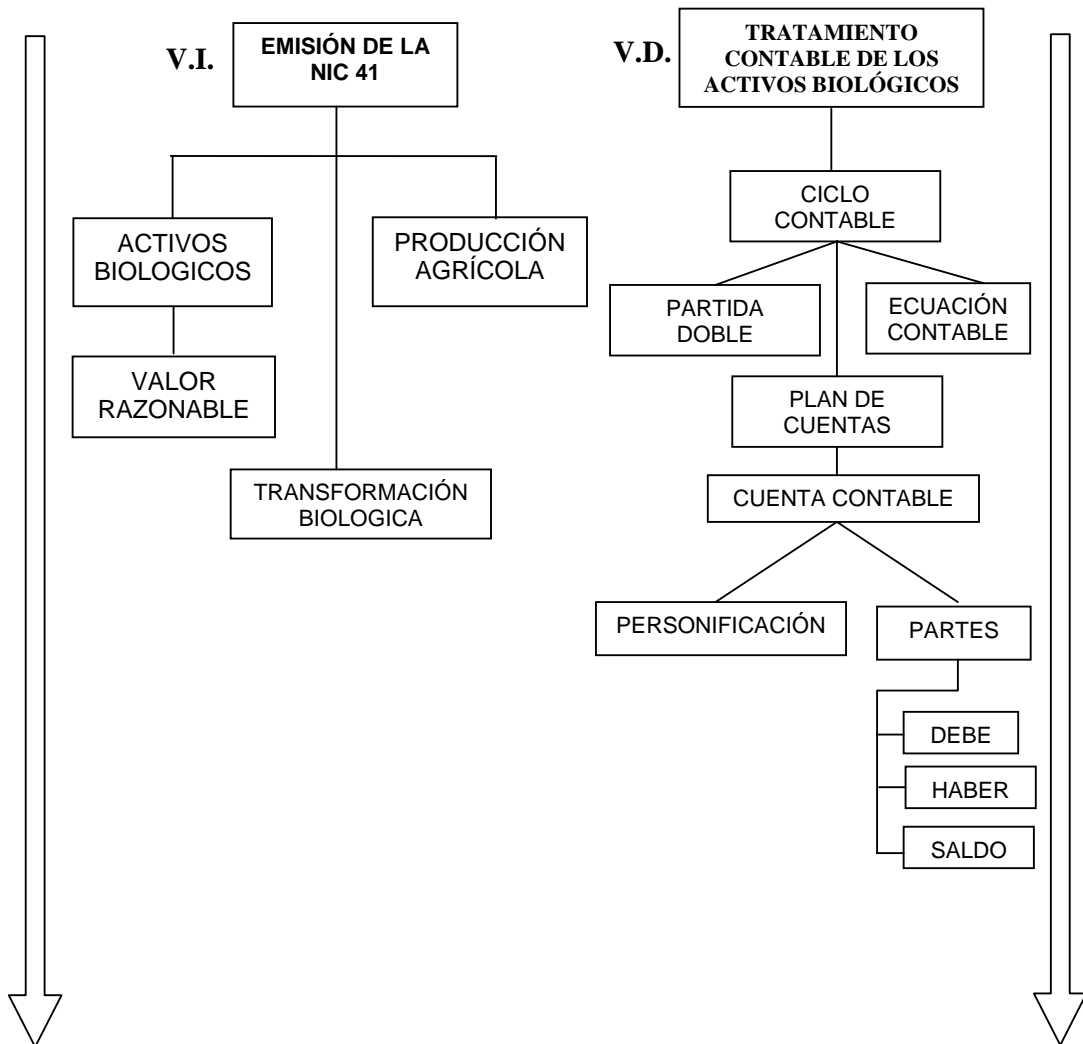 V.I.
EMISIÓN DE LA
NIC 41
ACTIVOS
BIOLOGICOS
PRODUCCIÓN
AGRÍCOLA
VALOR
RAZONABLE
TRANSFORMACIÓN
BIOLOGICA
V.D.
TRATAMIENTO
CONTABLE DE LOS
ACTIVOS BIOLÓGICOS
CICLO
CONTABLE
PARTIDA
DOBLE
ECUACIÓN
CONTABLE
PLAN DE
CUENTAS
CUENTA CONTABLE
PERSONIFICACIÓN
PARTES
DEBE
HABER
SALDO